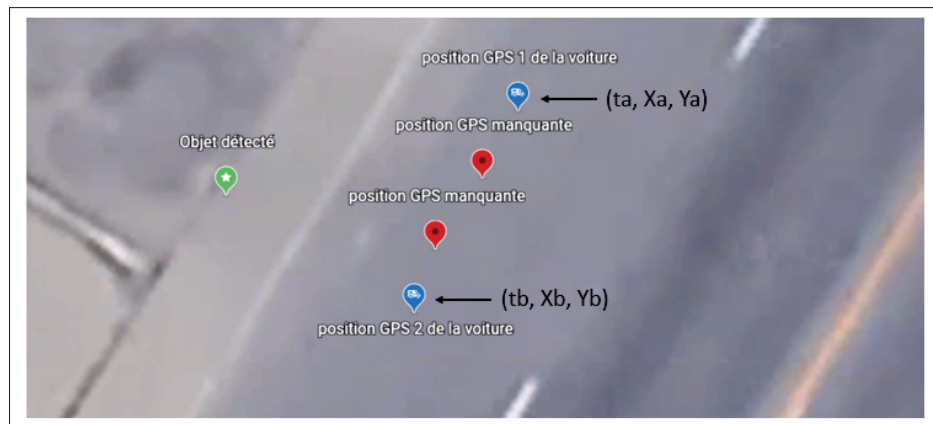 position GPS 1 de la voiture
(ta, Xa, Ya)
position GPS manquante
Objet détecté
position GPS manquante
(tb, Xb, Yb)
position GPS 2 de la voiture